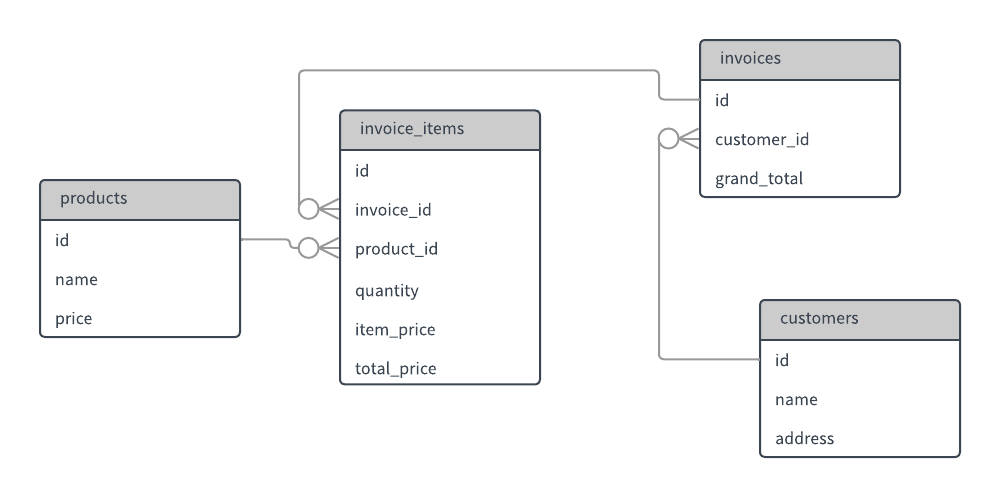 products
id
name
price
invoice_items
id
invoice_id
product_id
quantity
item_price
total_price
invoices
id
customer_id
grand_total
customers
id
name
address